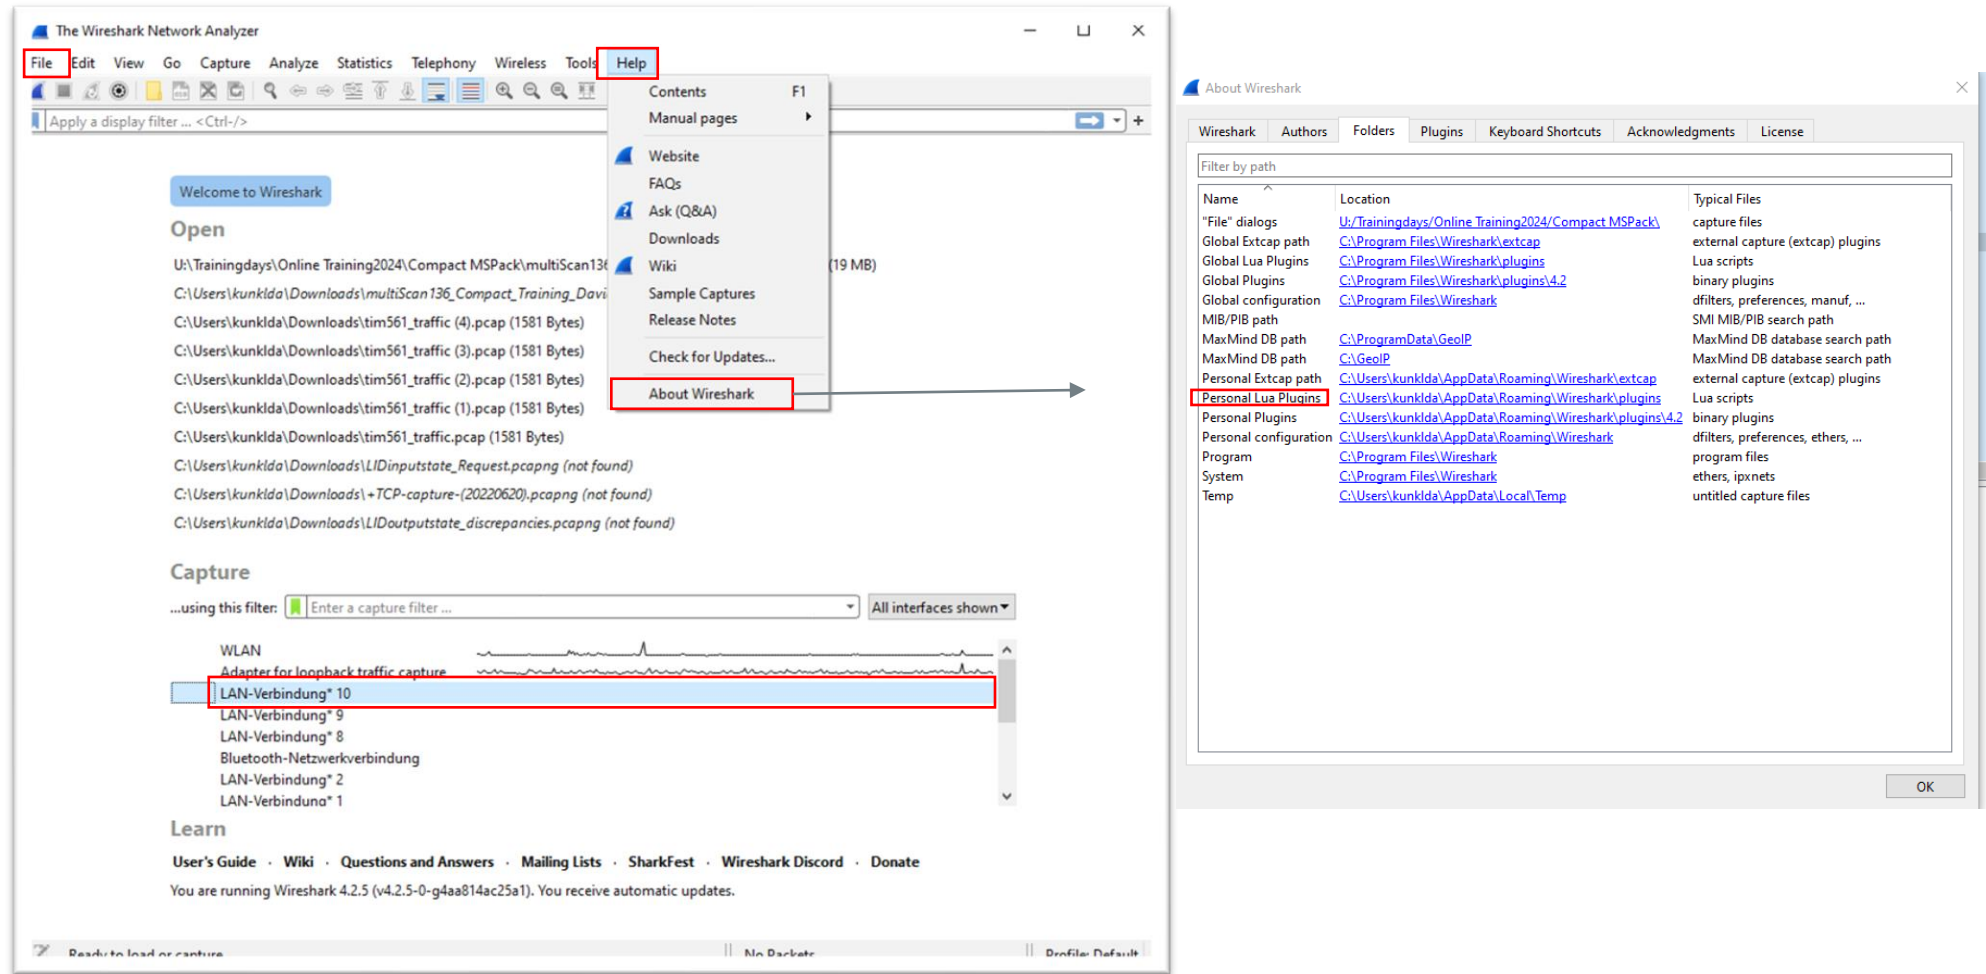 The Wireshark Network Analyzer
File Edit View Go Capture Analyze Statistics Telephony Wireless Tools Help
Apply a display filter ... <Ctrl-/>
Contents F1
Manual pages
Website
FAQs
Ask (Q&A)
Downloads
Wiki
Sample Captures
Release Notes
Check for Updates...
About Wireshark
Welcome to Wireshark
Open
U:\Trainingdays\Online Training2024\Compact MSPack\multiScan136 (19 MB)
C:\Users\kunklda\Downloads\multiScan136_Compact_Training_Davi
C:\Users\kunklda\Downloads\tim561_traffic (4).pcap (1581 Bytes)
C:\Users\kunklda\Downloads\tim561_traffic (3).pcap (1581 Bytes)
C:\Users\kunklda\Downloads\tim561_traffic (2).pcap (1581 Bytes)
C:\Users\kunklda\Downloads\tim561_traffic (1).pcap (1581 Bytes)
C:\Users\kunklda\Downloads\tim561_traffic.pcap (1581 Bytes)
C:\Users\kunklda\Downloads\LIDinputstate_Request.pcapng (not found)
C:\Users\kunklda\Downloads\+TCP-capture-(20220620).pcapng (not found)
C:\Users\kunklda\Downloads\LIDoutputstate_discrepancies.pcapng (not found)
Capture
...using this filter: Enter a capture filter ... All interfaces shown
WLAN
Adapter for loopback traffic capture
LAN-Verbindung* 10
LAN-Verbindung* 9
LAN-Verbindung* 8
Bluetooth-Netzwerkverbindung
LAN-Verbindung* 2
LAN-Verbindung* 1
Learn
User's Guide · Wiki · Questions and Answers · Mailing Lists · SharkFest · Wireshark Discord · Donate
You are running Wireshark 4.2.5 (v4.2.5-0-g4aa814ac25a1). You receive automatic updates.
Ready to load or capture No Packets Profile: Default
About Wireshark
Wireshark Authors Folders Plugins Keyboard Shortcuts Acknowledgments License
Filter by path
Name Location Typical Files
"File" dialogs U:/Trainingdays/Online Training2024/Compact MSPack\ capture files
Global Extcap path C:\Program Files\Wireshark\extcap external capture (extcap) plugins
Global Lua Plugins C:\Program Files\Wireshark\plugins Lua scripts
Global Plugins C:\Program Files\Wireshark\plugins\4.2 binary plugins
Global configuration C:\Program Files\Wireshark dfilters, preferences, manuf, ...
MIB/PIB path SMI MIB/PIB search path
MaxMind DB path C:\ProgramData\GeoIP MaxMind DB database search path
MaxMind DB path C:\GeoIP MaxMind DB database search path
Personal Extcap path C:\Users\kunklda\AppData\Roaming\Wireshark\extcap external capture (extcap) plugins
Personal Lua Plugins C:\Users\kunklda\AppData\Roaming\Wireshark\plugins Lua scripts
Personal Plugins C:\Users\kunklda\AppData\Roaming\Wireshark\plugins\4.2 binary plugins
Personal configuration C:\Users\kunklda\AppData\Roaming\Wireshark dfilters, preferences, ethers, ...
Program C:\Program Files\Wireshark program files
System C:\Program Files\Wireshark ethers, ipxnets
Temp C:\Users\kunklda\AppData\Local\Temp untitled capture files
OK